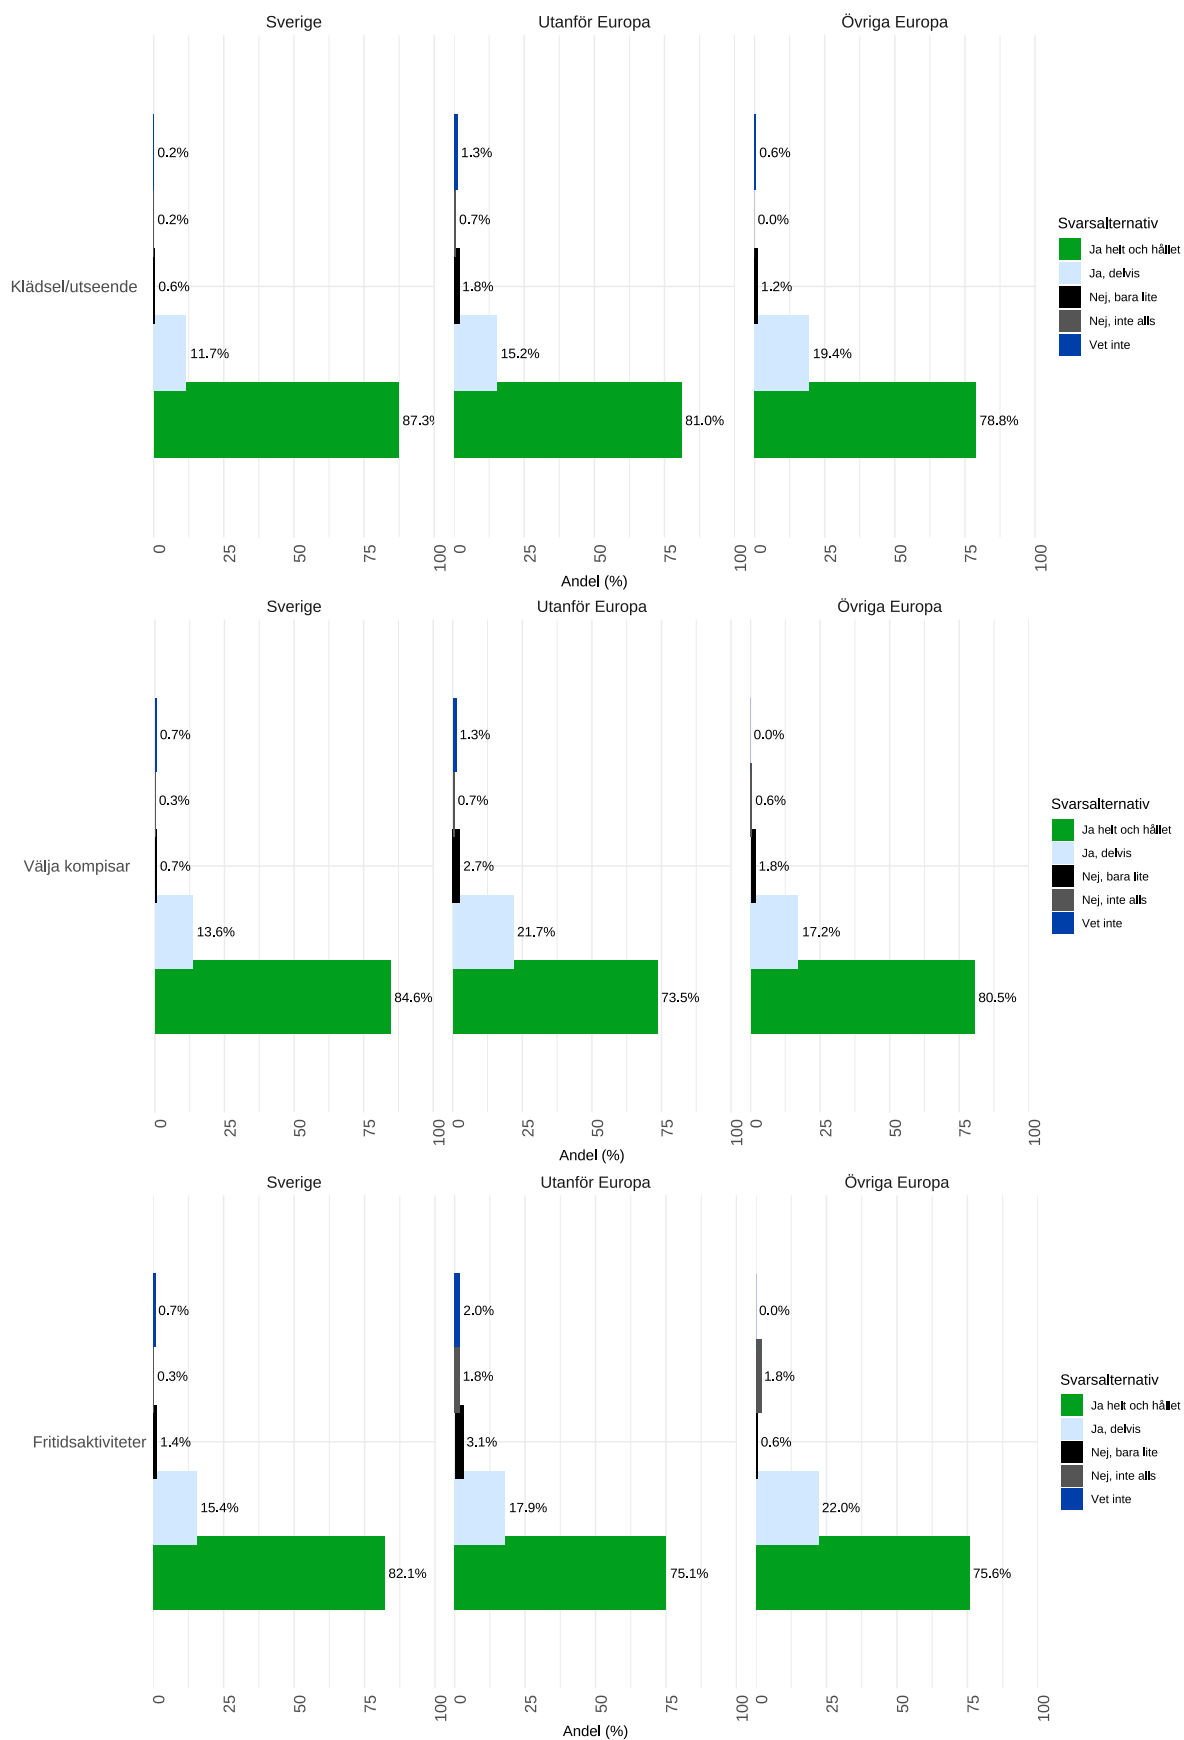 Sverige Utanför Europa Övriga Europa
0.2% 1.3% 0.6%
0.2% 0.7% 0.0%
Klädsel/utseende 0.6% 1.8% 1.2%
11.7% 15.2% 19.4%
87.3% 81.0% 78.8%
0 25 50 75 100 0 25 50 75 100 0 25 50 75 100
Andel (%)
Svarsalternativ
Ja helt och hållet
Ja, delvis
Nej, bara lite
Nej, inte alls
Vet inte
Sverige Utanför Europa Övriga Europa
0.7% 1.3% 0.0%
0.3% 0.7% 0.6%
Välja kompisar 0.7% 2.7% 1.8%
13.6% 21.7% 17.2%
84.6% 73.5% 80.5%
0 25 50 75 100 0 25 50 75 100 0 25 50 75 100
Andel (%)
Svarsalternativ
Ja helt och hållet
Ja, delvis
Nej, bara lite
Nej, inte alls
Vet inte
Sverige Utanför Europa Övriga Europa
0.7% 2.0% 0.0%
0.3% 1.8% 1.8%
Fritidsaktiviteter 1.4% 3.1% 0.6%
15.4% 17.9% 22.0%
82.1% 75.1% 75.6%
0 25 50 75 100 0 25 50 75 100 0 25 50 75 100
Andel (%)
Svarsalternativ
Ja helt och hållet
Ja, delvis
Nej, bara lite
Nej, inte alls
Vet inte